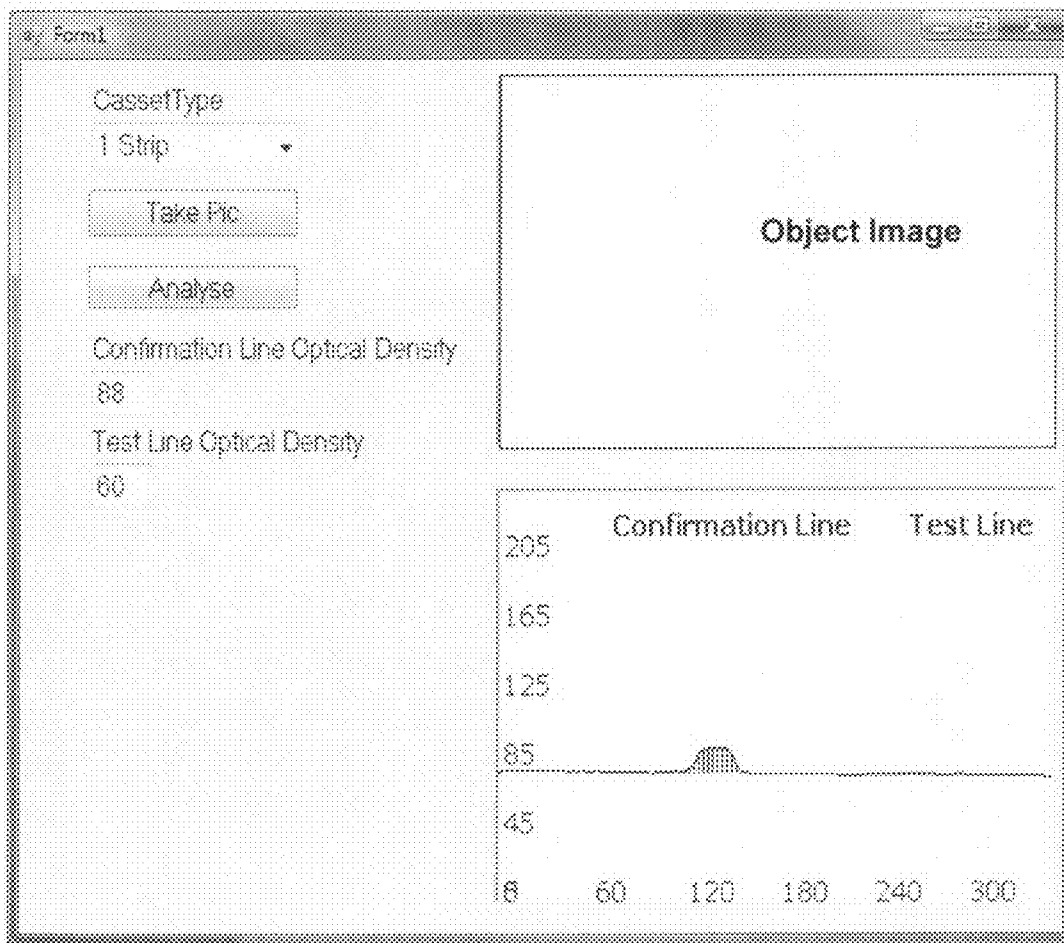 Form1
CassetType
1 Strip
Take Pic
Analyse
Confirmation Line Optical Density
88
Test Line Optical Density
60
Object Image
Confirmation Line Test Line
205
165
125
85
45
0 60 120 180 240 300